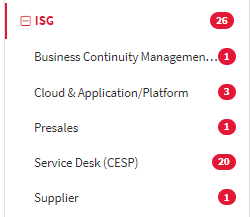 ISG 26
Business Continuity Managemen... 1
Cloud & Application/Platform 3
Presales 1
Service Desk (CESP) 20
Supplier 1